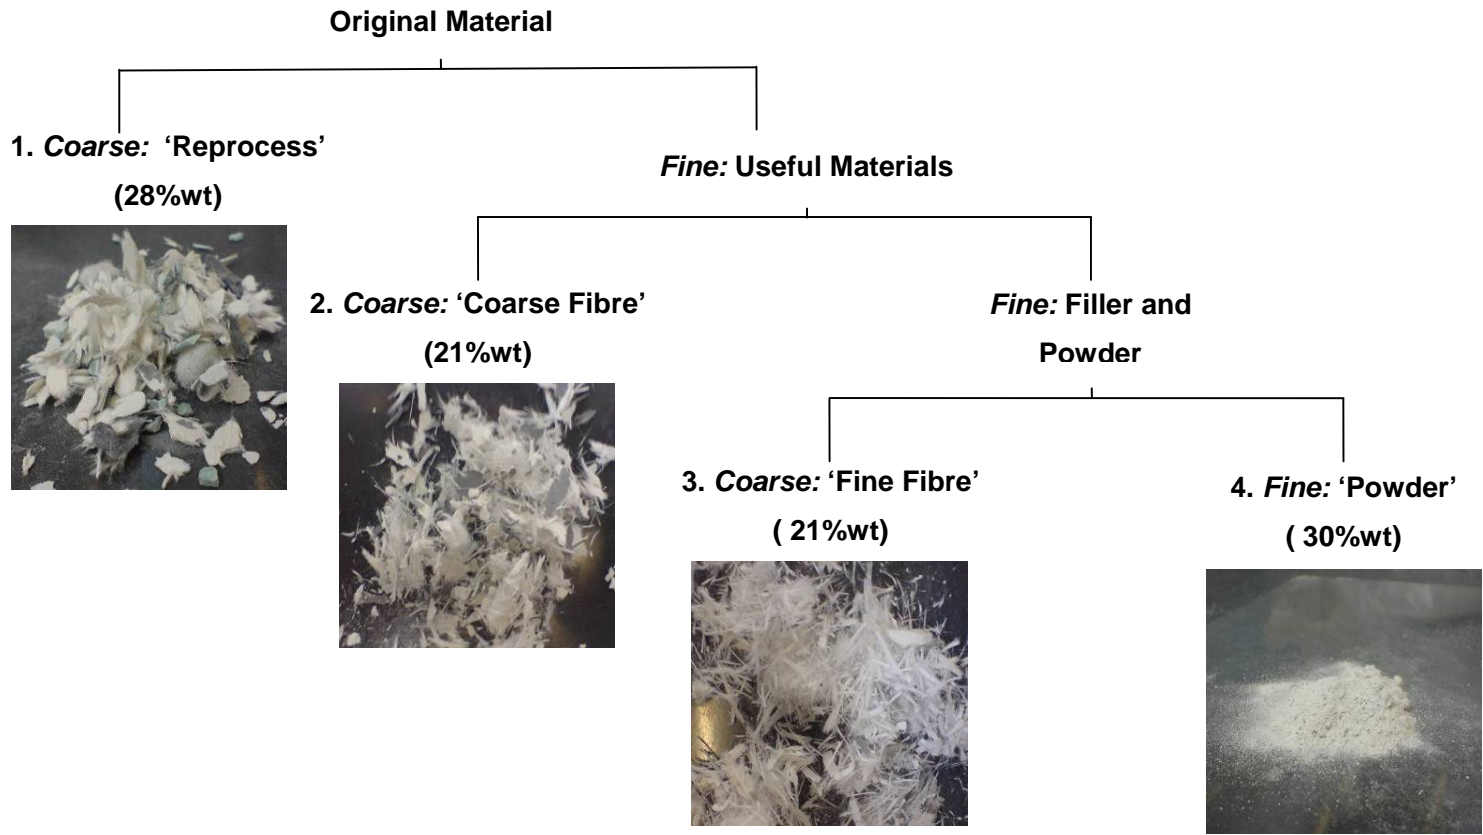 Original Material
1. Coarse: ‘Reprocess’
(28%wt)
Fine: Useful Materials
2. Coarse: ‘Coarse Fibre’
(21%wt)
Fine: Filler and
Powder
3. Coarse: ‘Fine Fibre’
( 21%wt)
4. Fine: ‘Powder’
( 30%wt)